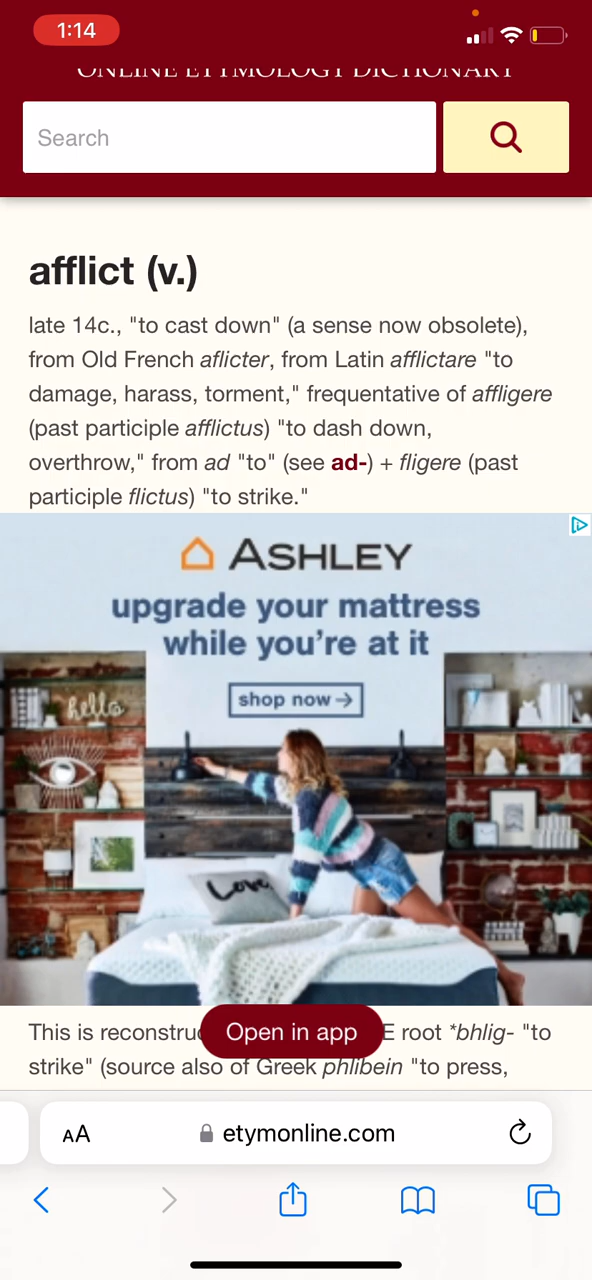 1:14
ONLINE ETYMOLOGY DICTIONARY
Search
afflict (v.)
late 14c., "to cast down" (a sense now obsolete),
from Old French aflicter, from Latin afflictare "to
damage, harass, torment," frequentative of affligere
(past participle afflictus) "to dash down,
overthrow," from ad "to" (see ad-) + fligere (past
participle flictus) "to strike."
ASHLEY
upgrade your mattress
while you're at it
shop now →
hello
Love
This is reconstru
Open in app
E root *bhlig- "to
strike" (source also of Greek phlibein "to press,
AA
etymonline.com